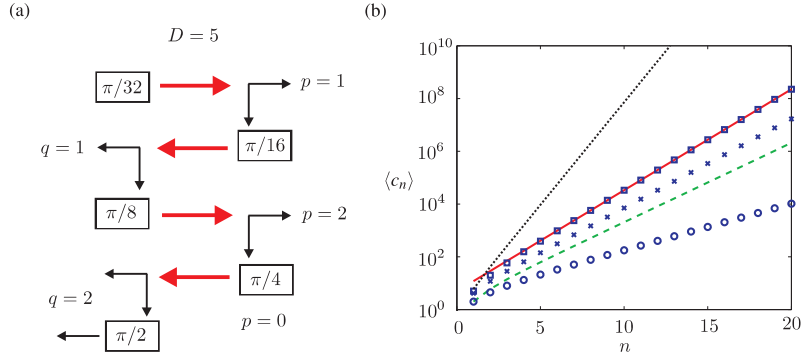 (a)
D = 5
π/32
p = 1
q = 1
π/16
π/8
p = 2
q = 2
π/4
π/2
p = 0
(b)
10^10
10^8
10^6
⟨c_n⟩
10^4
10^2
10^0
0 5 10 15 20
n